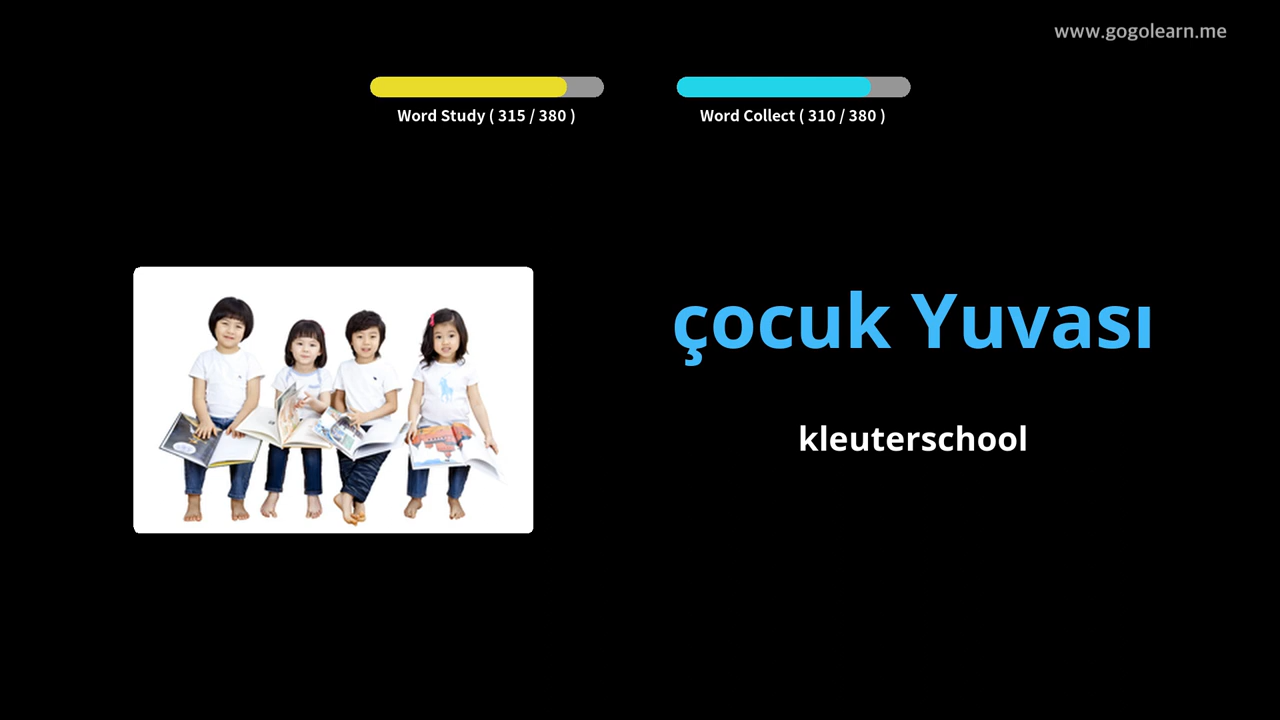 www.gogolearn.me
Word Study ( 315 / 380 )
Word Collect ( 310 / 380 )
çocuk Yuvası
kleuterschool